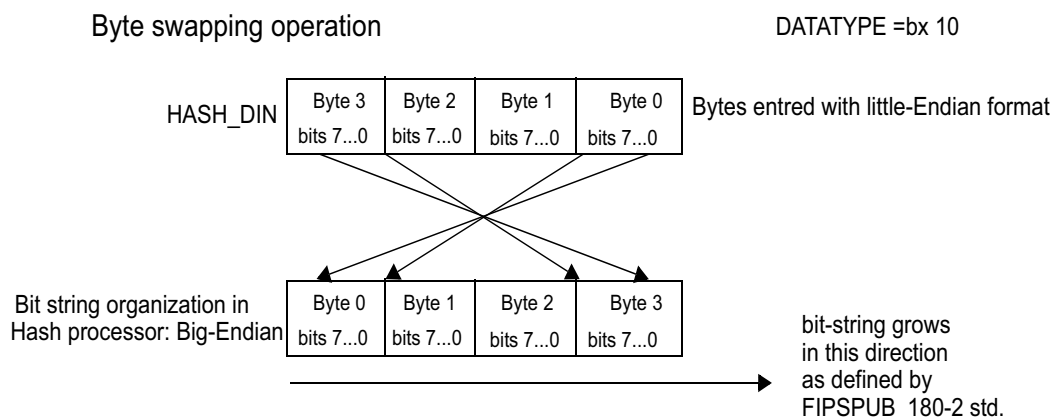 Byte swapping operation
DATATYPE =bx 10
HASH_DIN
Byte 3 Byte 2 Byte 1 Byte 0
bits 7...0 bits 7...0 bits 7...0 bits 7...0
Bytes entred with little-Endian format
Bit string organization in
Hash processor: Big-Endian
Byte 0 Byte 1 Byte 2 Byte 3
bits 7...0 bits 7...0 bits 7...0 bits 7...0
bit-string grows
in this direction
as defined by
FIPSPUB 180-2 std.